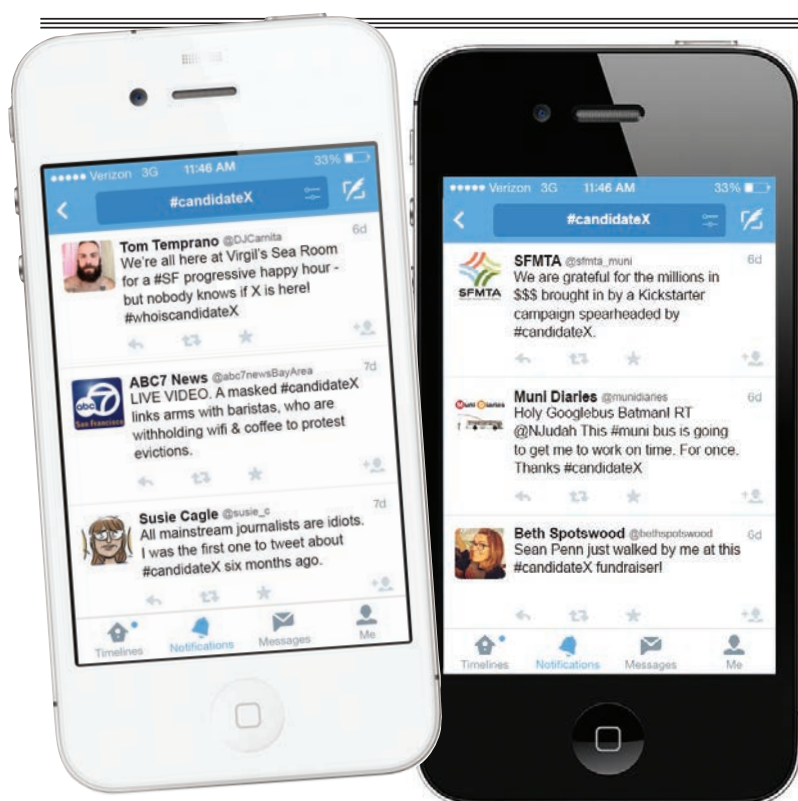 Verizon 3G 11:46 AM 33%
#candidateX
Tom Temprano @DJCarnita 6d
We're all here at Virgil's Sea Room
for a #SF progressive happy hour -
but nobody knows if X is here!
#whoiscandidateX
abc7
San Francisco
ABC7 News @abc7newsBayArea 7d
LIVE VIDEO. A masked #candidateX
links arms with baristas, who are
withholding wifi & coffee to protest
evictions.
Susie Cagle @susie_c 7d
All mainstream journalists are idiots.
I was the first one to tweet about
#candidateX six months ago.
Timelines Notifications Messages Me
Verizon 3G 11:46 AM 33%
#candidateX
SFMTA
SFMTA @sfmta_muni 6d
We are grateful for the millions in
$$$ brought in by a Kickstarter
campaign spearheaded by
#candidateX.
Muni Diaries
Muni Diaries @munidiaries 6d
Holy Googlebus Batman! RT
@NJudah This #muni bus is going
to get me to work on time. For once.
Thanks #candidateX
Beth Spotswood @bethspotswood 6d
Sean Penn just walked by me at this
#candidateX fundraiser!
Timelines Notifications Messages Me